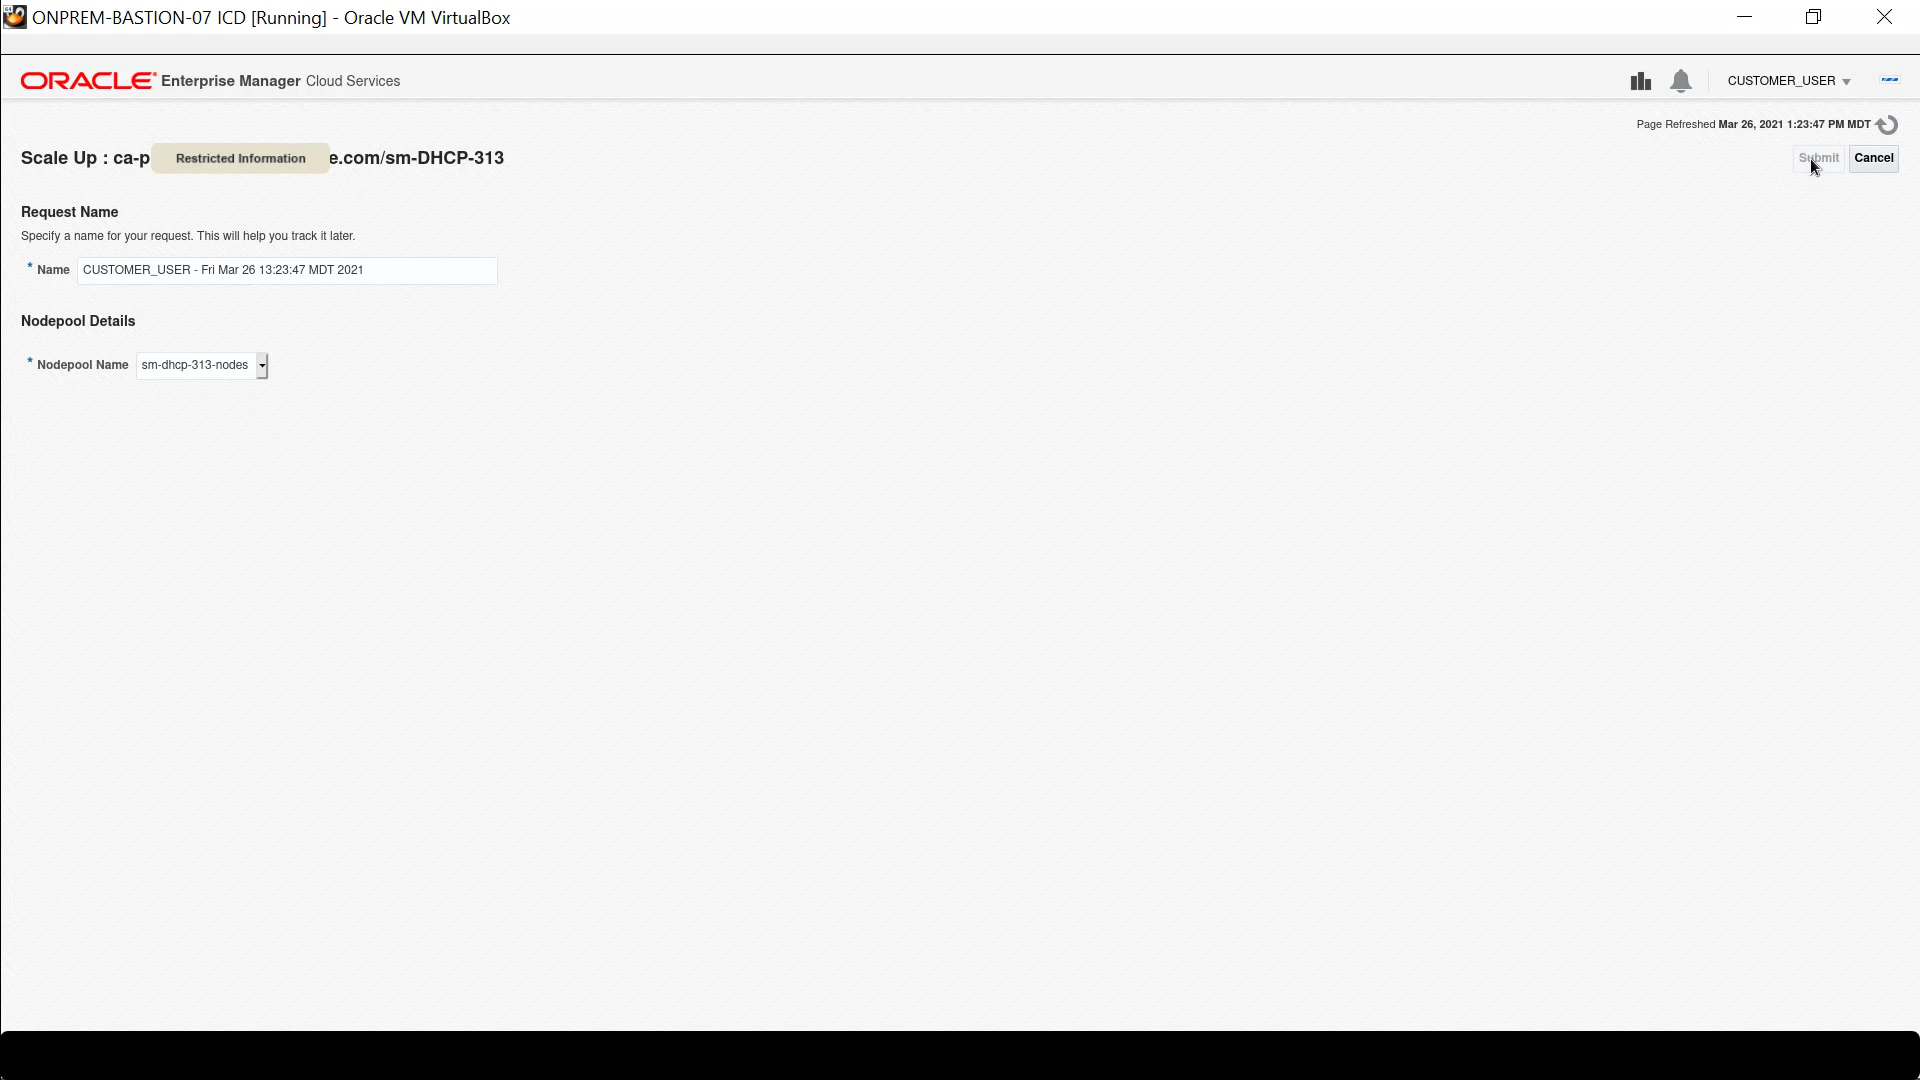 ONPREM-BASTION-07 ICD [Running] - Oracle VM VirtualBox
ORACLE Enterprise Manager Cloud Services
CUSTOMER_USER
Page Refreshed Mar 26, 2021 1:23:47 PM MDT
Scale Up : ca-p Restricted Information e.com/sm-DHCP-313
Submit Cancel
Request Name
Specify a name for your request. This will help you track it later.
* Name CUSTOMER_USER - Fri Mar 26 13:23:47 MDT 2021
Nodepool Details
* Nodepool Name sm-dhcp-313-nodes